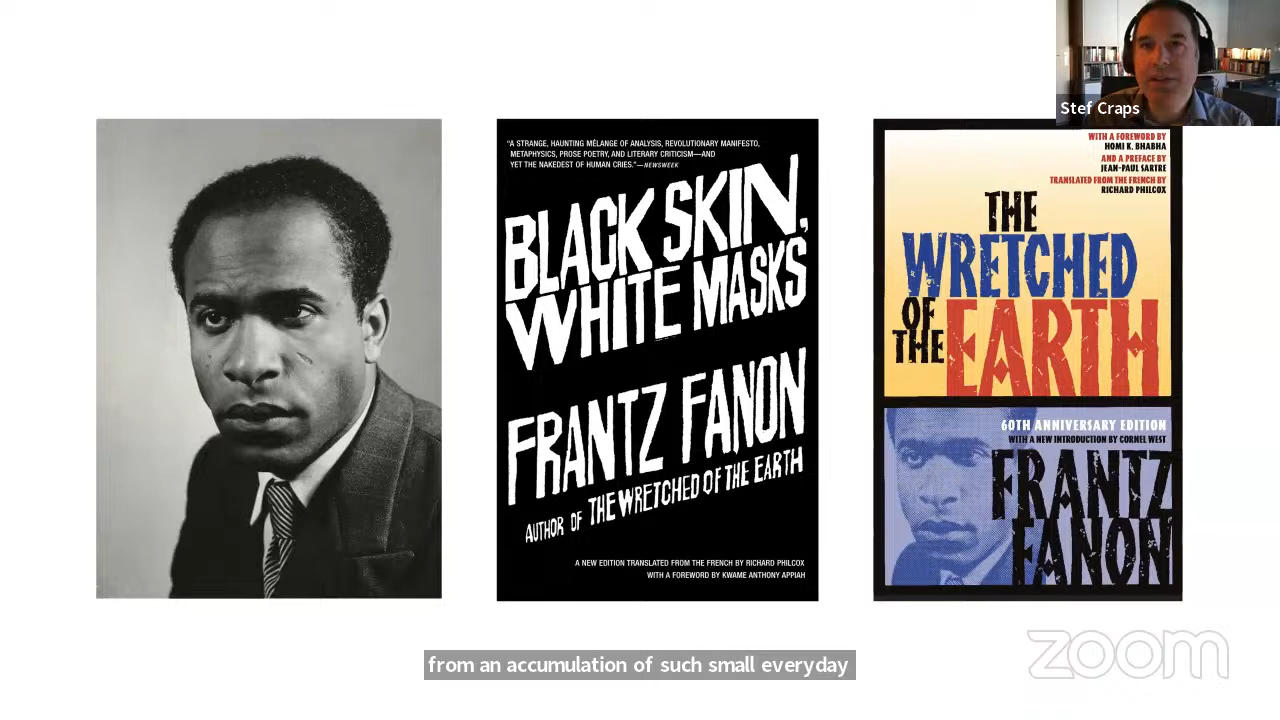 Stef Craps
"A STRANGE, HAUNTING MÉLANGE OF ANALYSIS, REVOLUTIONARY MANIFESTO,
METAPHYSICS, PROSE POETRY, AND LITERARY CRITICISM—AND
YET THE NAKEDEST OF HUMAN CRIES."—NEWSWEEK
BLACK SKIN,
WHITE MASKS
FRANTZ FANON
AUTHOR OF THE WRETCHED OF THE EARTH
A NEW EDITION TRANSLATED FROM THE FRENCH BY RICHARD PHILCOX
WITH A FOREWORD BY KWAME ANTHONY APPIAH
WITH A FOREWORD BY
HOMI K. BHABHA
AND A PREFACE BY
JEAN-PAUL SARTRE
TRANSLATED FROM THE FRENCH BY
RICHARD PHILCOX
THE
WRETCHED
OF
THE EARTH
60TH ANNIVERSARY EDITION
WITH A NEW INTRODUCTION BY CORNEL WEST
FRANTZ
FANON
from an accumulation of such small everyday
zoom